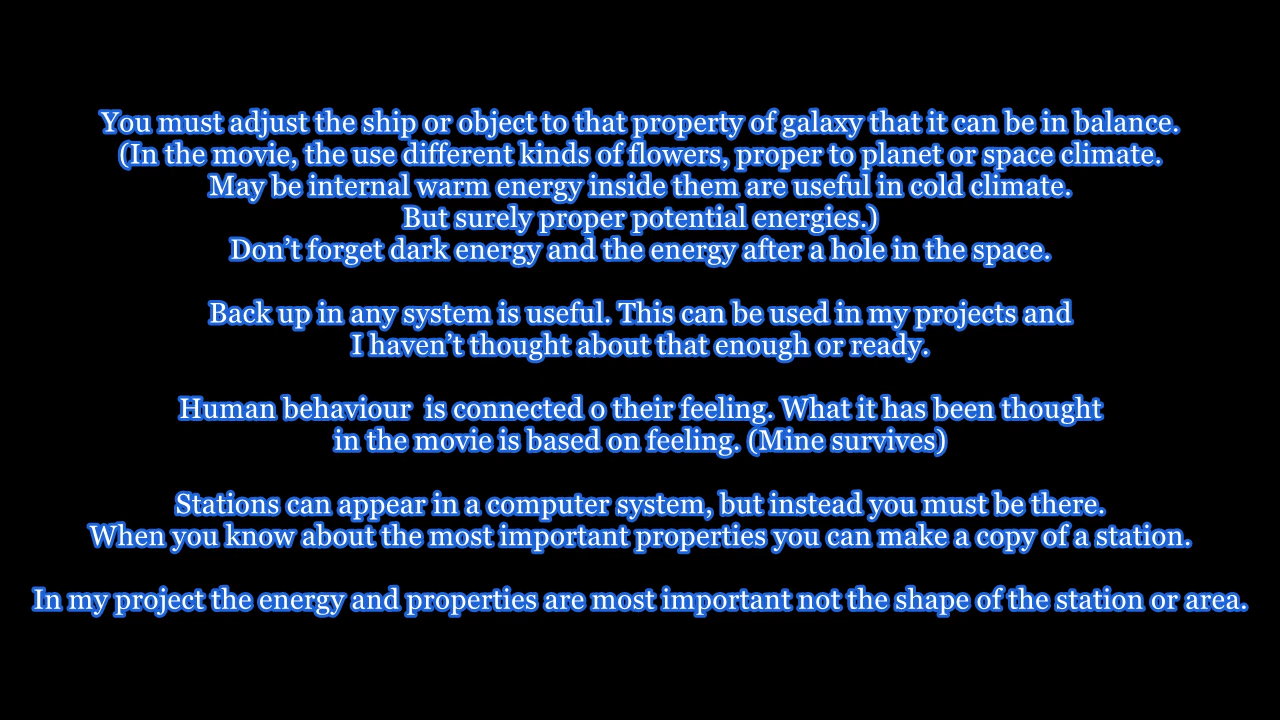 You must adjust the ship or object to that property of galaxy that it can be in balance.
(In the movie, the use different kinds of flowers, proper to planet or space climate.
May be internal warm energy inside them are useful in cold climate.
But surely proper potential energies.)
Don’t forget dark energy and the energy after a hole in the space.
Back up in any system is useful. This can be used in my projects and
I haven’t thought about that enough or ready.
Human behaviour  is connected o their feeling. What it has been thought
in the movie is based on feeling. (Mine survives)
Stations can appear in a computer system, but instead you must be there.
When you know about the most important properties you can make a copy of a station.
In my project the energy and properties are most important not the shape of the station or area.